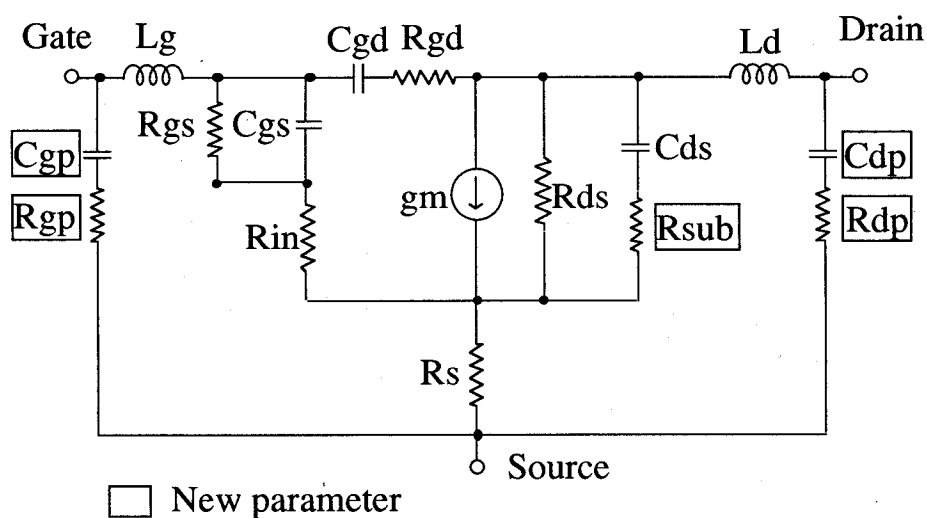 Gate
Lg
Cgd
Rgd
Ld
Drain
Rgs
Cgs
Cgp
Rgp
Rin
gm
Rds
Cds
Rsub
Cdp
Rdp
Rs
Source
New parameter